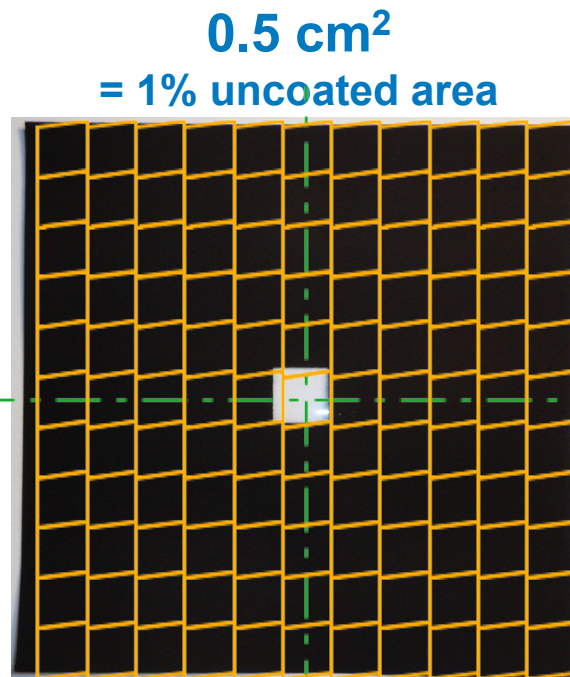 0.5 cm²
= 1% uncoated area